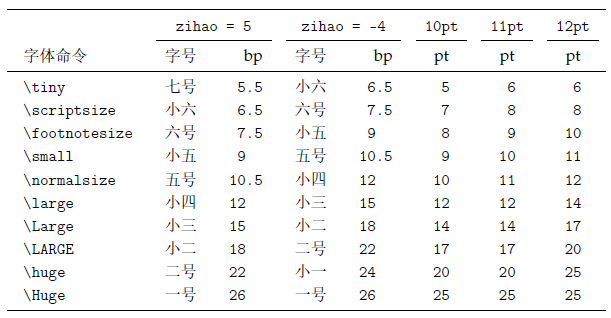 zihao = 5 zihao = -4 10pt 11pt 12pt
字体命令 字号 bp 字号 bp pt pt pt
\tiny 七号 5.5 小六 6.5 5 6 6
\scriptsize 小六 6.5 六号 7.5 7 8 8
\footnotesize 六号 7.5 小五 9 8 9 10
\small 小五 9 五号 10.5 9 10 11
\normalsize 五号 10.5 小四 12 10 11 12
\large 小四 12 小三 15 12 12 14
\Large 小三 15 小二 18 14 14 17
\LARGE 小二 18 二号 22 17 17 20
\huge 二号 22 小一 24 20 20 25
\Huge 一号 26 一号 26 25 25 25